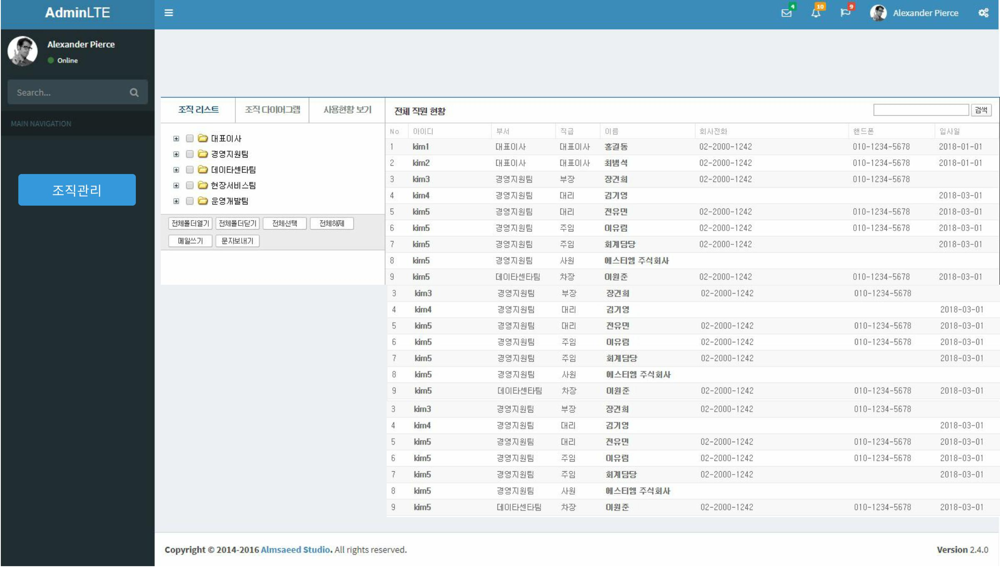 AdminLTE
4
10
9
Alexander Pierce
Alexander Pierce
Online
Search...
MAIN NAVIGATION
조직관리
조직 리스트 조직 다이어그램 사용현황 보기
대표이사
경영지원팀
데이타센타팀
현장서비스팀
운영개발팀
전체폴더열기 전체폴더닫기 전체선택 전체해제
메일쓰기 문자보내기
전체 직원 현황 검색
No 아이디 부서 직급 이름 회사전화 핸드폰 입사일
1 kim1 대표이사 대표이사 홍길동 02-2000-1242 010-1234-5678 2018-01-01
2 kim2 대표이사 대표이사 최범석 02-2000-1242 010-1234-5678 2018-01-01
3 kim3 경영지원팀 부장 장건희 02-2000-1242 010-1234-5678
4 kim4 경영지원팀 대리 김기영 2018-03-01
5 kim5 경영지원팀 대리 전유민 02-2000-1242 010-1234-5678 2018-03-01
6 kim5 경영지원팀 주임 이유림 02-2000-1242 010-1234-5678 2018-03-01
7 kim5 경영지원팀 주임 회계담당 02-2000-1242 2018-03-01
8 kim5 경영지원팀 사원 에스티엠 주식회사
9 kim5 데이타센타팀 차장 이원준 02-2000-1242 010-1234-5678 2018-03-01
3 kim3 경영지원팀 부장 장건희 02-2000-1242 010-1234-5678
4 kim4 경영지원팀 대리 김기영 2018-03-01
5 kim5 경영지원팀 대리 전유민 02-2000-1242 010-1234-5678 2018-03-01
6 kim5 경영지원팀 주임 이유림 02-2000-1242 010-1234-5678 2018-03-01
7 kim5 경영지원팀 주임 회계담당 02-2000-1242 2018-03-01
8 kim5 경영지원팀 사원 에스티엠 주식회사
9 kim5 데이타센타팀 차장 이원준 02-2000-1242 010-1234-5678 2018-03-01
3 kim3 경영지원팀 부장 장건희 02-2000-1242 010-1234-5678
4 kim4 경영지원팀 대리 김기영 2018-03-01
5 kim5 경영지원팀 대리 전유민 02-2000-1242 010-1234-5678 2018-03-01
6 kim5 경영지원팀 주임 이유림 02-2000-1242 010-1234-5678 2018-03-01
7 kim5 경영지원팀 주임 회계담당 02-2000-1242 2018-03-01
8 kim5 경영지원팀 사원 에스티엠 주식회사
9 kim5 데이타센타팀 차장 이원준 02-2000-1242 010-1234-5678 2018-03-01
Copyright © 2014-2016 Almsaeed Studio. All rights reserved. Version 2.4.0